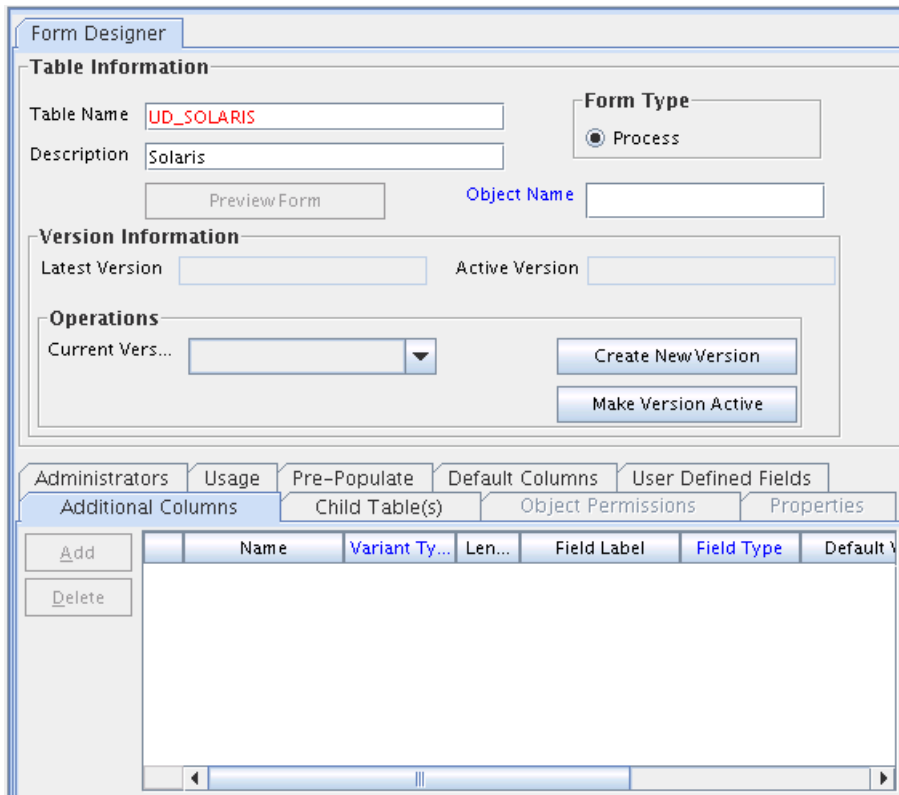 Form Designer
Table Information
Table Name UD_SOLARIS
Form Type
Process
Description Solaris
Preview Form
Object Name
Version Information
Latest Version Active Version
Operations
Current Vers... Create New Version
Make Version Active
Administrators Usage Pre-Populate Default Columns User Defined Fields
Additional Columns Child Table(s) Object Permissions Properties
Add Name Variant Ty... Len... Field Label Field Type Default V
Delete